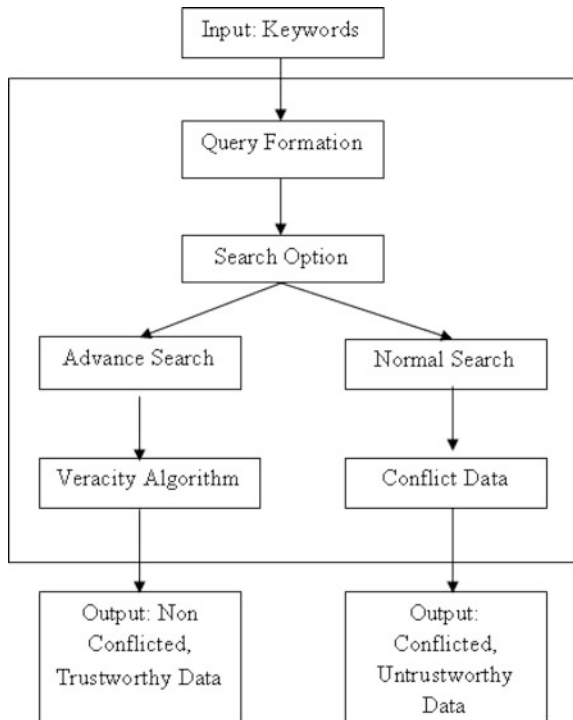 Input: Keywords
Query Formation
Search Option
Advance Search
Normal Search
Veracity Algorithm
Conflict Data
Output: Non
Conflicted,
Trustworthy Data
Output:
Conflicted,
Untrustworthy
Data